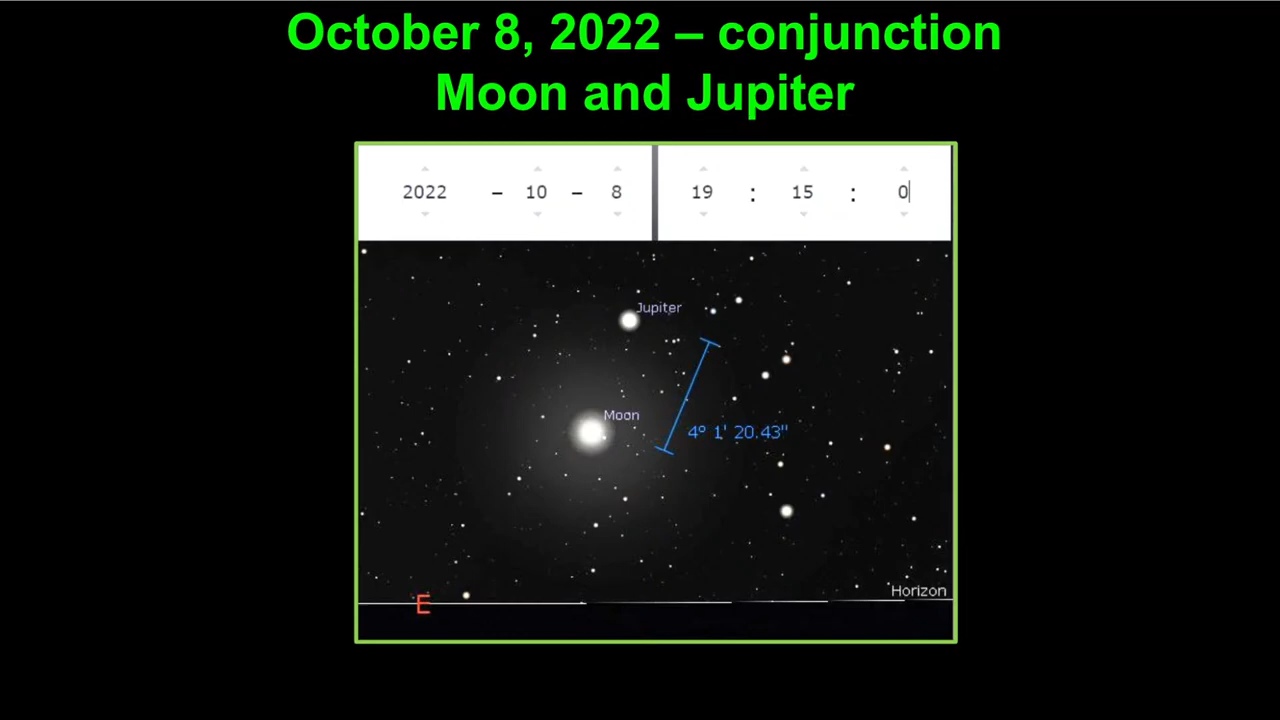 October 8, 2022 – conjunction
Moon and Jupiter
2022 – 10 – 8 19 : 15 : 0
Jupiter
Moon
4° 1' 20.43"
Horizon
E